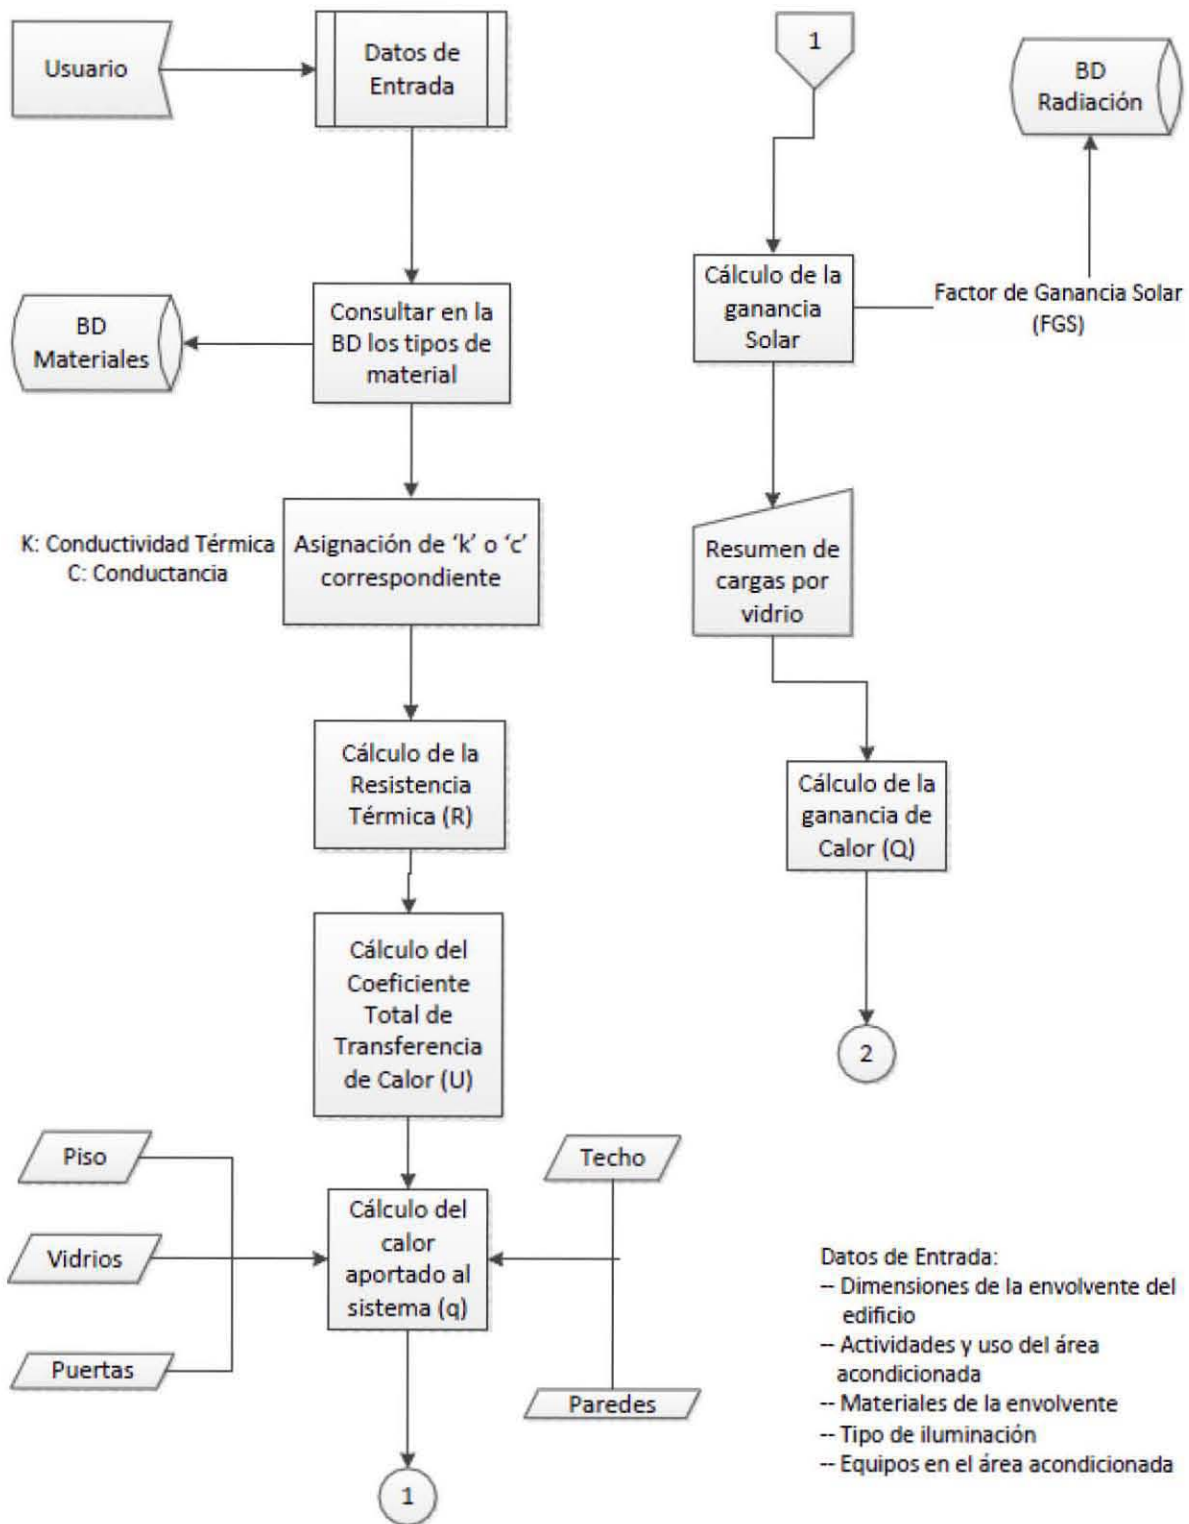 Usuario
Datos de
Entrada
Consultar en la
BD los tipos de
material
BD
Materiales
K: Conductividad Térmica
C: Conductancia
Asignación de ‘k’ o ‘c’
correspondiente
Cálculo de la
Resistencia
Térmica (R)
Cálculo del
Coeficiente
Total de
Transferencia
de Calor (U)
Piso
Vidrios
Puertas
Cálculo del
calor
aportado al
sistema (q)
Techo
Paredes
1
1
BD
Radiación
Cálculo de la
ganancia
Solar
Factor de Ganancia Solar
(FGS)
Resumen de
cargas por
vidrio
Cálculo de la
ganancia de
Calor (Q)
2
Datos de Entrada:
-- Dimensiones de la envolvente del
edificio
-- Actividades y uso del área
acondicionada
-- Materiales de la envolvente
-- Tipo de iluminación
-- Equipos en el área acondicionada